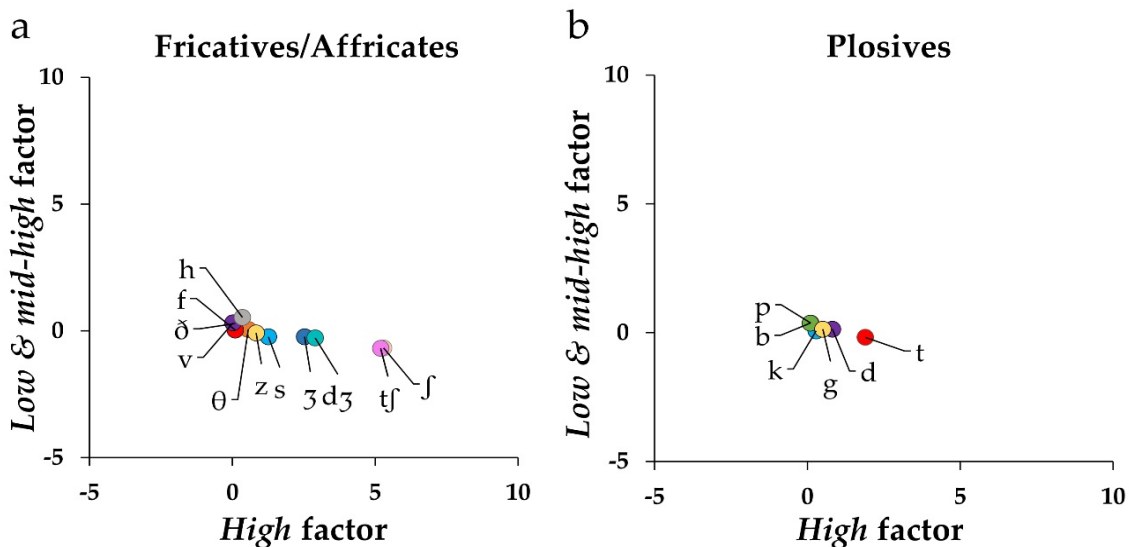 a
Fricatives/Affricates
Low & mid-high factor
10
5
0
-5
-5
0
5
10
h
f
ð
v
θ
z
s
ʒ
dʒ
tʃ
ʃ
High factor
b
Plosives
Low & mid-high factor
10
5
0
-5
-5
0
5
10
p
b
k
g
d
t
High factor